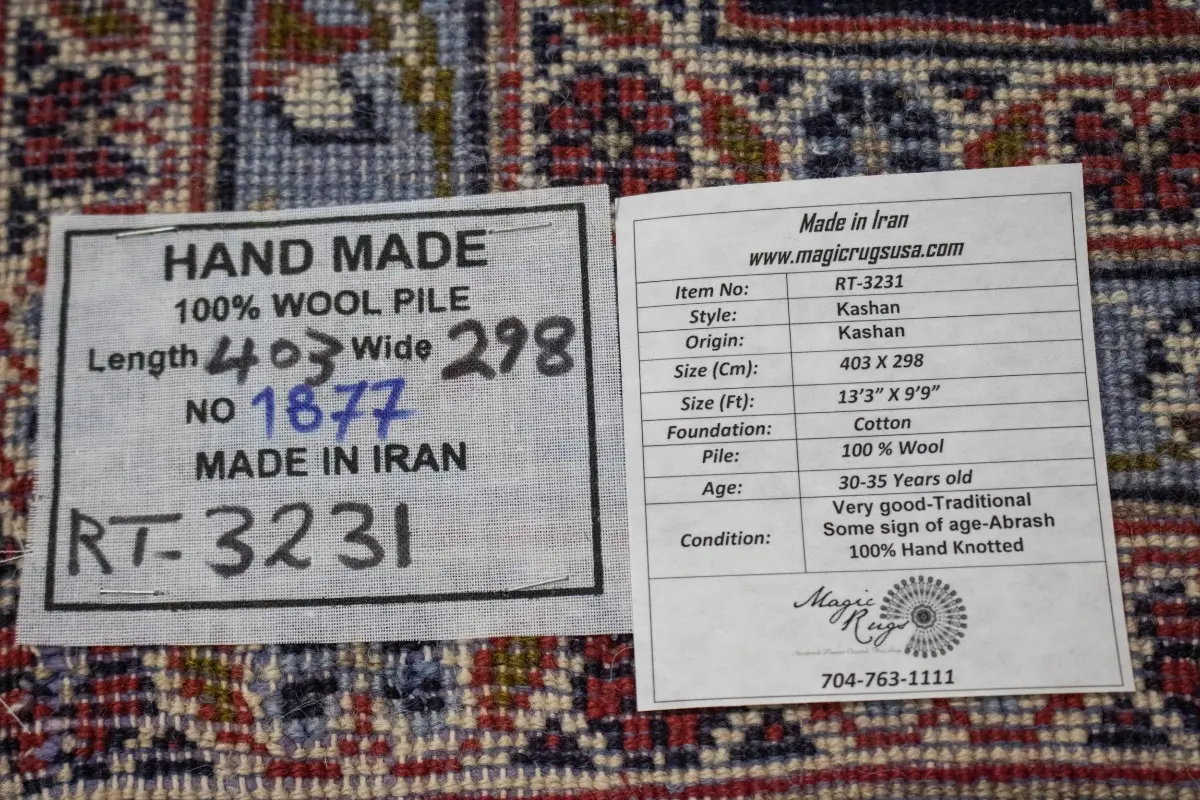 HAND MADE
100% WOOL PILE
Length 403 Wide 298
NO 1877
MADE IN IRAN
RT-3231
Made in Iran
www.magicrugsusa.com
Item No: RT-3231
Style: Kashan
Origin: Kashan
Size (Cm): 403 X 298
Size (Ft): 13'3" X 9'9"
Foundation: Cotton
Pile: 100 % Wool
Age: 30-35 Years old
Condition: Very good-Traditional
Some sign of age-Abrash
100% Hand Knotted
Magic
Rugs
704-763-1111